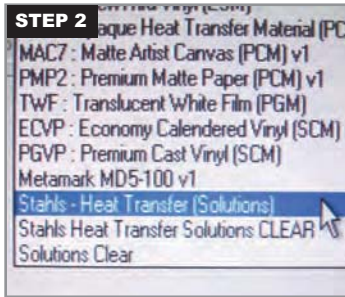 STEP 2
aque Heat Transfer Material (PC
MAC7 : Matte Artist Canvas (PCM) v1
PMP2 : Premium Matte Paper (PCM) v1
TWF : Translucent White Film (PGM)
ECVP : Economy Calendered Vinyl (SCM)
PGVP : Premium Cast Vinyl (SCM)
Metamark MD5-100 v1
Stahls - Heat Transfer (Solutions)
Stahls Heat Transfer Solutions CLEAR
Solutions Clear